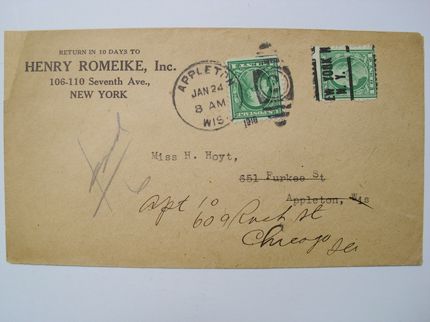 RETURN IN 10 DAYS TO
HENRY ROMEIKE, Inc.
106-110 Seventh Ave.,
NEW YORK
APPLETON
JAN 24
8 AM
WIS.
NEW YORK
N. Y.
Miss H. Hoyt,
651 Furkee St
Appleton, Wis
Apt 10
609 Rush St
Chicago Ill